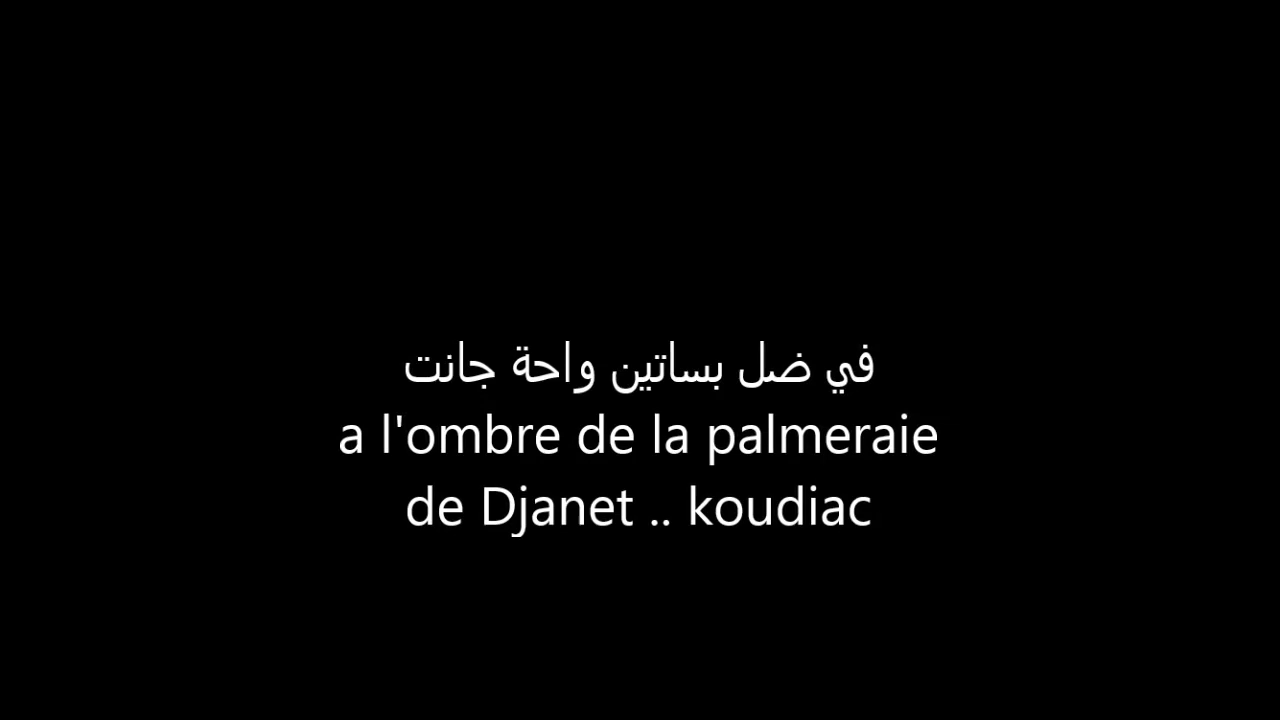 في ضل بساتين واحة جانت
a l'ombre de la palmeraie
de Djanet .. koudiac